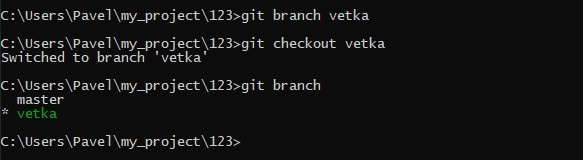 C:\Users\Pavel\my_project\123>git branch vetka
C:\Users\Pavel\my_project\123>git checkout vetka
Switched to branch 'vetka'
C:\Users\Pavel\my_project\123>git branch
  master
* vetka
C:\Users\Pavel\my_project\123>